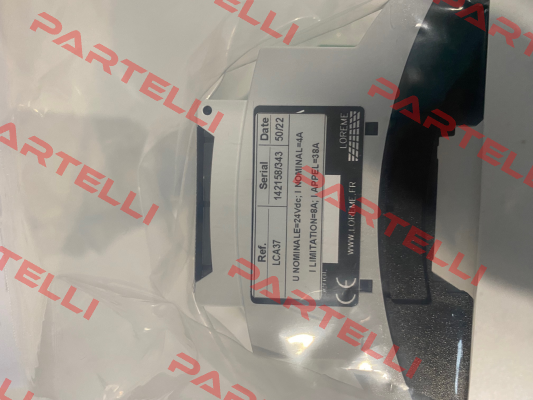 Ref. Serial Date
LCA37 142158/343 50/22
U NOMINALE=24Vdc; I NOMINAL=4A
I LIMITATION=8A; I APPEL=38A
CE
WWW.LOREME.FR
LOREME
PARTELLI
PARTELLI
PARTELLI
PARTELLI
PARTELLI